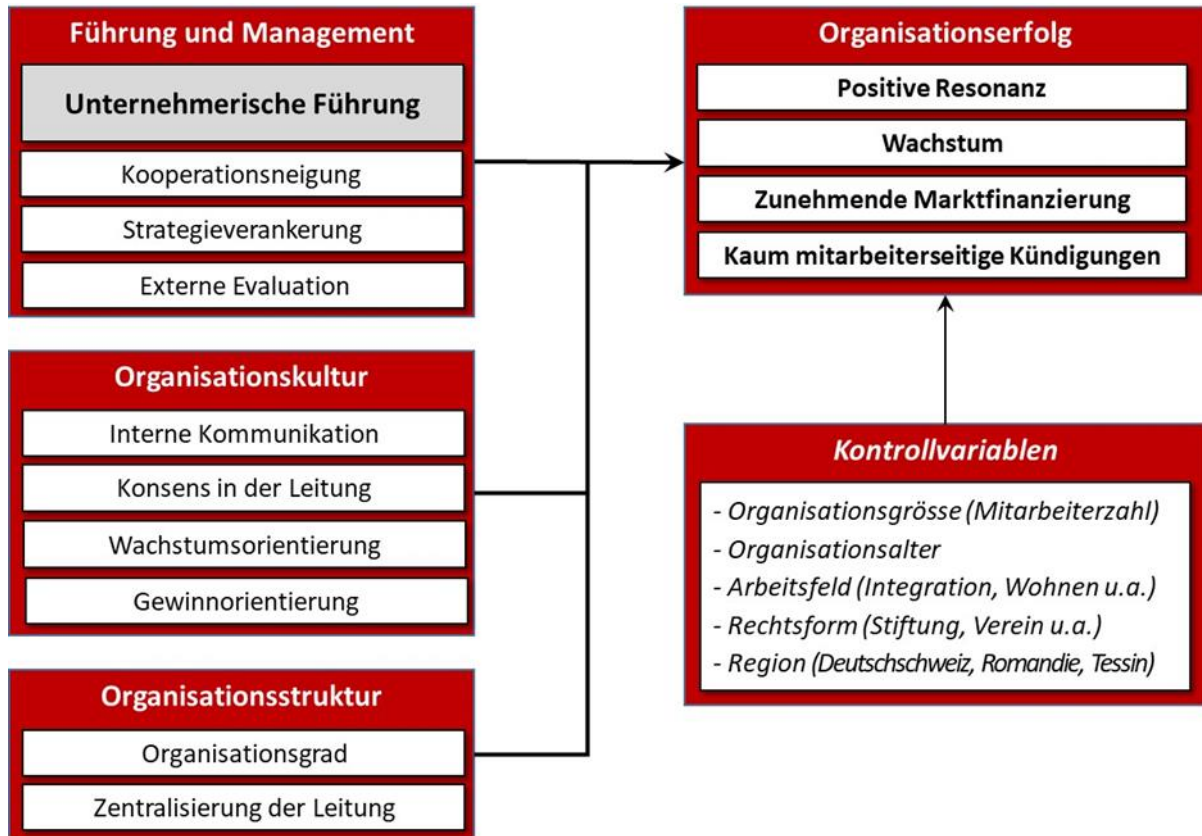 Führung und Management
Unternehmerische Führung
Kooperationsneigung
Strategieverankerung
Externe Evaluation
Organisationskultur
Interne Kommunikation
Konsens in der Leitung
Wachstumsorientierung
Gewinnorientierung
Organisationsstruktur
Organisationsgrad
Zentralisierung der Leitung
Organisationserfolg
Positive Resonanz
Wachstum
Zunehmende Marktfinanzierung
Kaum mitarbeiterseitige Kündigungen
Kontrollvariablen
- Organisationsgrösse (Mitarbeiterzahl)
- Organisationsalter
- Arbeitsfeld (Integration, Wohnen u.a.)
- Rechtsform (Stiftung, Verein u.a.)
- Region (Deutschschweiz, Romandie, Tessin)